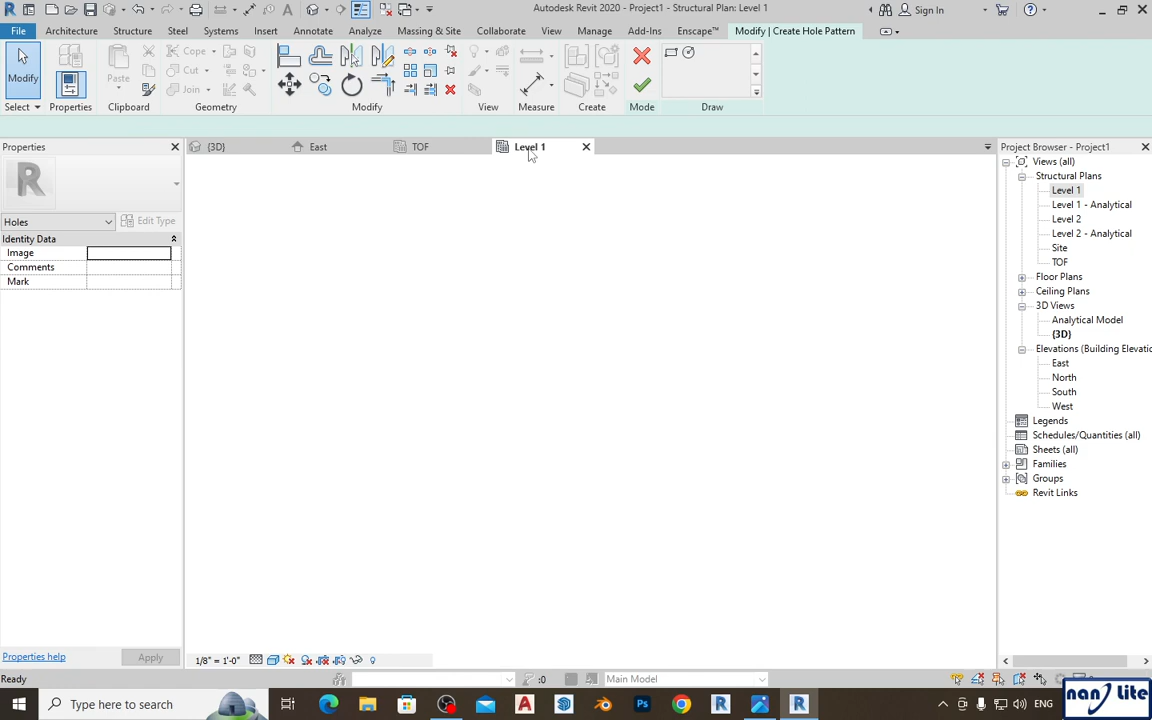 Autodesk Revit 2020 - Project1 - Structural Plan: Level 1
Sign In
File Architecture Structure Steel Systems Insert Annotate Analyze Massing & Site Collaborate View Manage Add-Ins Enscape™ Modify | Create Hole Pattern
Modify
Paste
Cope
Cut
Join
Select Properties Clipboard Geometry Modify View Measure Create Mode Draw
Properties
{3D} East TOF Level 1
Project Browser - Project1
Views (all)
Structural Plans
Level 1
Level 1 - Analytical
Level 2
Level 2 - Analytical
Site
TOF
Floor Plans
Ceiling Plans
3D Views
Analytical Model
{3D}
Elevations (Building Elevatic
East
North
South
West
Legends
Schedules/Quantities (all)
Sheets (all)
Families
Groups
Revit Links
R
Holes
Edit Type
Identity Data
Image
Comments
Mark
Properties help
Apply
1/8" = 1'-0"
Ready
:0
Main Model
Type here to search
ENG
nanolite